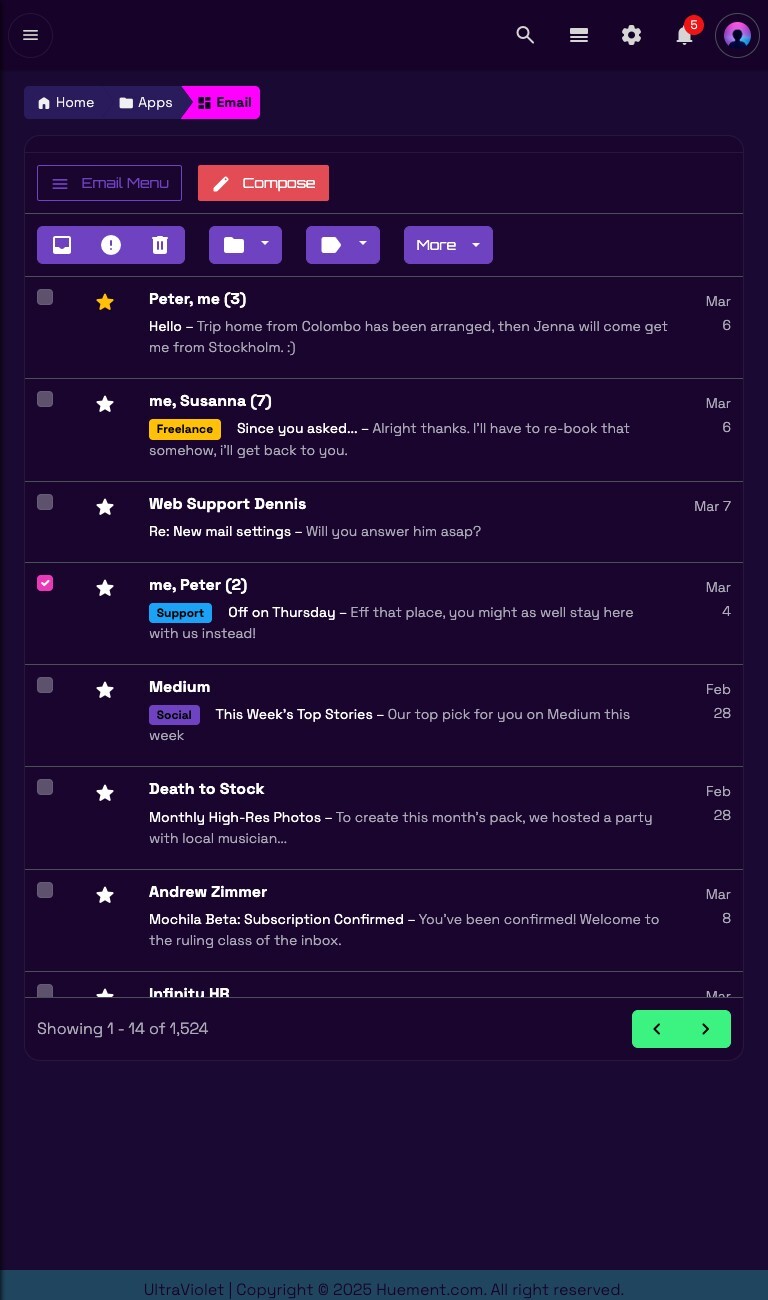 5
Home
Apps
Email
Email Menu
Compose
More
Peter, me (3)
Mar
6
Hello – Trip home from Colombo has been arranged, then Jenna will come get
me from Stockholm. :)
me, Susanna (7)
Mar
6
Freelance Since you asked... – Alright thanks. I'll have to re-book that
somehow, i'll get back to you.
Web Support Dennis
Mar 7
Re: New mail settings – Will you answer him asap?
me, Peter (2)
Mar
4
Support Off on Thursday – Eff that place, you might as well stay here
with us instead!
Medium
Feb
28
Social This Week's Top Stories – Our top pick for you on Medium this
week
Death to Stock
Feb
28
Monthly High-Res Photos – To create this month's pack, we hosted a party
with local musician...
Andrew Zimmer
Mar
8
Mochila Beta: Subscription Confirmed – You've been confirmed! Welcome to
the ruling class of the inbox.
Infinity HR
Mar
Showing 1 - 14 of 1,524
UltraViolet | Copyright © 2025 Huement.com. All right reserved.